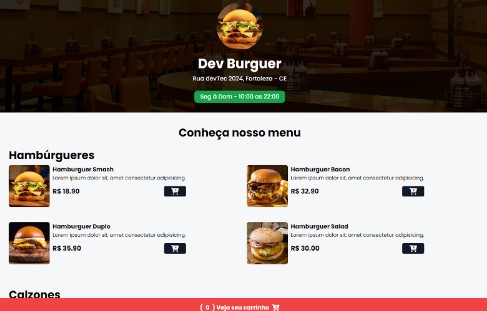 Dev Burguer
Rua devTec 2024, Fortaleza - CE
Seg á Dom - 10:00 as 22:00
Conheça nosso menu
Hambúrgueres
Hamburguer Smash
Lorem ipsum dolor sit, amet consectetur adipisicing.
R$ 18.90
Hamburguer Bacon
Lorem ipsum dolor sit, amet consectetur adipisicing.
R$ 32.90
Hamburguer Duplo
Lorem ipsum dolor sit, amet consectetur adipisicing.
R$ 35.90
Hamburguer Salad
Lorem ipsum dolor sit, amet consectetur adipisicing.
R$ 30.00
Calzones
( 0 ) Veja seu carrinho